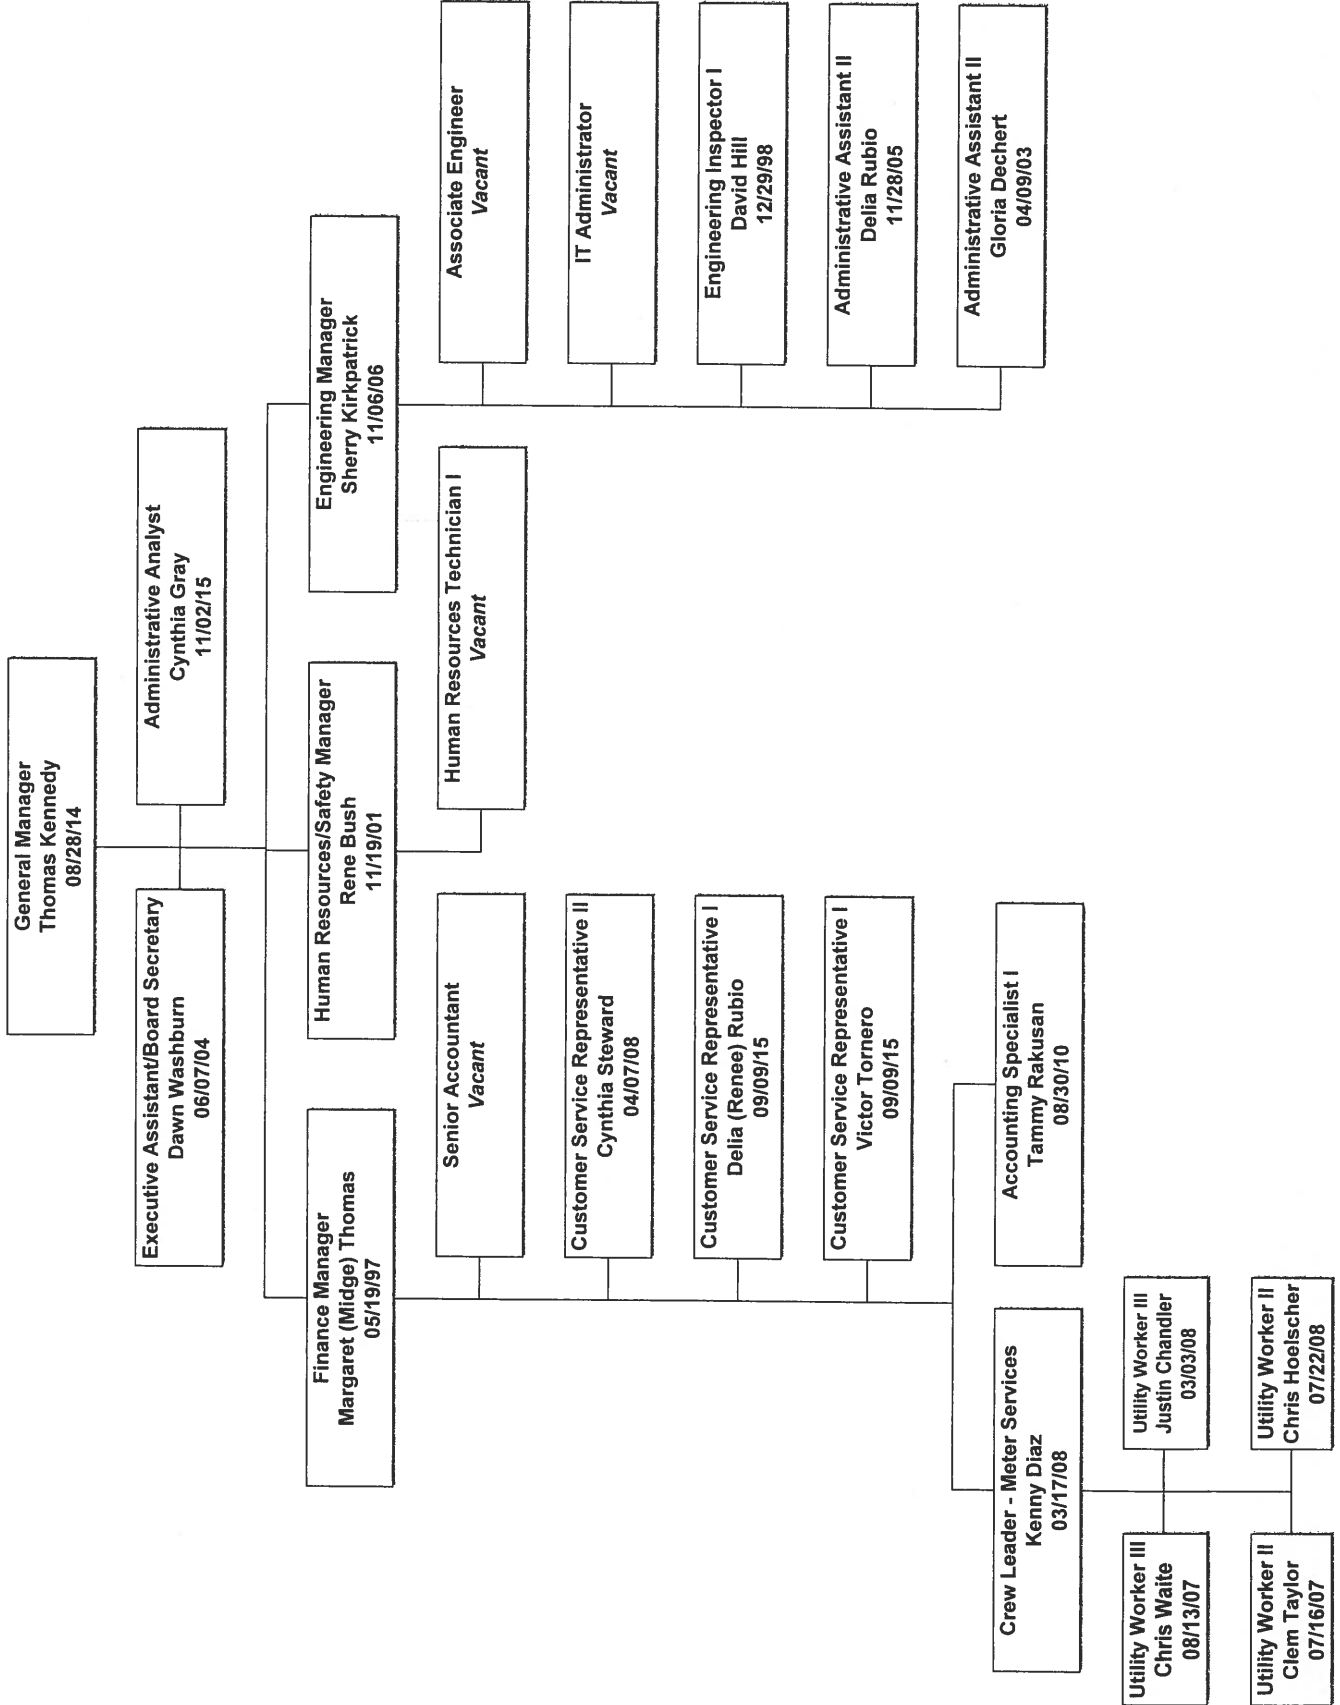 General Manager
Thomas Kennedy
08/28/14
Executive Assistant/Board Secretary
Dawn Washburn
06/07/04
Administrative Analyst
Cynthia Gray
11/02/15
Finance Manager
Margaret (Midge) Thomas
05/19/97
Human Resources/Safety Manager
Rene Bush
11/19/01
Engineering Manager
Sherry Kirkpatrick
11/06/06
Senior Accountant
Vacant
Customer Service Representative II
Cynthia Steward
04/07/08
Customer Service Representative I
Delia (Renee) Rubio
09/09/15
Customer Service Representative I
Victor Tornero
09/09/15
Human Resources Technician I
Vacant
Associate Engineer
Vacant
IT Administrator
Vacant
Engineering Inspector I
David Hill
12/29/98
Administrative Assistant II
Delia Rubio
11/28/05
Administrative Assistant II
Gloria Dechert
04/09/03
Crew Leader - Meter Services
Kenny Diaz
03/17/08
Accounting Specialist I
Tammy Rakusan
08/30/10
Utility Worker III
Chris Waite
08/13/07
Utility Worker III
Justin Chandler
03/03/08
Utility Worker II
Clem Taylor
07/16/07
Utility Worker II
Chris Hoelscher
07/22/08